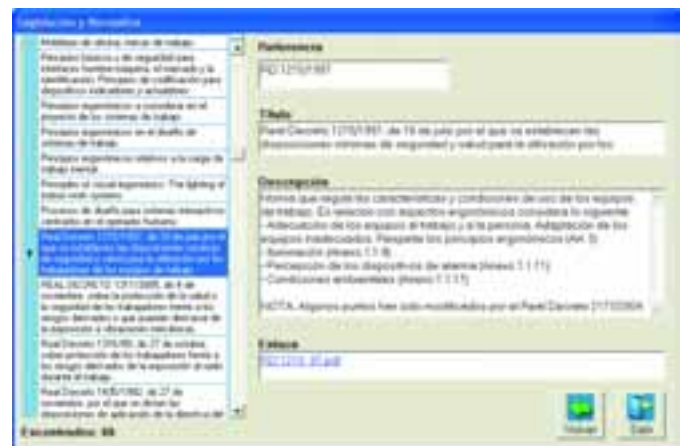 Legislación y Normativa
Mobiliario de oficina, mesas de trabajo.
Principios básicos y de seguridad para
interfaces hombre-máquina, el marcado y la
identificación. Principios de codificación para
dispositivos indicadores y actuadores.
Principios ergonómicos a considerar en el
proyecto de los sistemas de trabajo.
Principios ergonómicos en el diseño de
sistemas de trabajo.
Principios ergonómicos relativos a la carga de
trabajo mental.
Principles of visual ergonomics. The lighting of
indoor work systems.
Procesos de diseño para sistemas interactivos
centrados en el operador humano.
Real Decreto 1215/1997, de 18 de julio por el
que se establecen las disposiciones mínimas
de seguridad y salud para la utilización por los
trabajadores de los equipos de trabajo.
REAL DECRETO 1311/2005, de 4 de
noviembre, sobre la protección de la salud y
la seguridad de los trabajadores frente a los
riesgos derivados o que puedan derivarse de
la exposición a vibraciones mecánicas.
Real Decreto 1316/89, de 27 de octubre,
sobre protección de los trabajadores frente a
los riesgos derivados de la exposición al ruido
durante el trabajo.
Real Decreto 1435/1992, de 27 de
noviembre, por el que se dictan las
disposiciones de aplicación de la directiva del
Encontrados: 86
Referencia
RD 1215/1997
Título
Real Decreto 1215/1997, de 18 de julio por el que se establecen las
disposiciones mínimas de seguridad y salud para la utilización por los
Descripción
Norma que regula las características y condiciones de uso de los equipos
de trabajo. En relación con aspectos ergonómicos considera lo siguiente:
- Adecuación de los equipos al trabajo y a la persona. Adaptación de los
equipos inadecuados. Respetar los principios ergonómicos (Art. 3)
- Iluminación (Anexo 1.1.9)
- Percepción de los dispositivos de alarma (Anexo 1.1.11)
- Condiciones ambientales (Anexo 1.1.17)
NOTA. Algunos puntos han sido modificados por el Real Decreto 2177/2004
Enlace
RD 1215_97.pdf
Volver
Salir